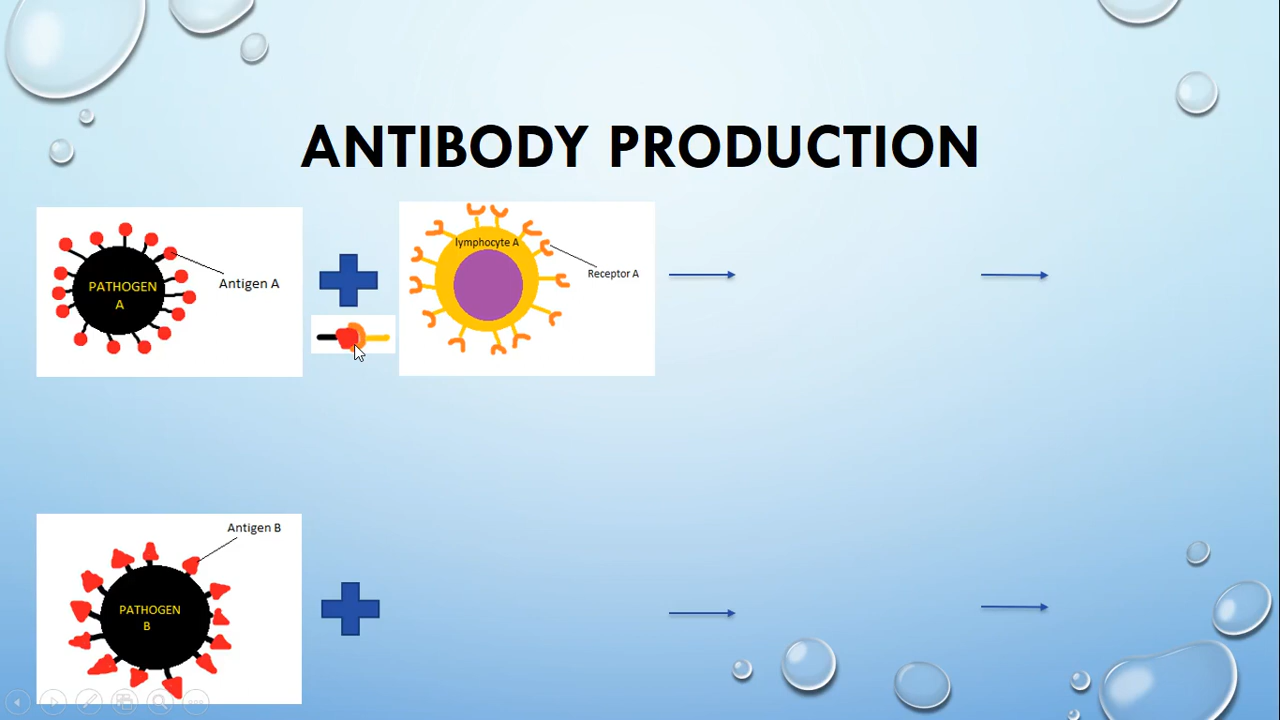 ANTIBODY PRODUCTION
PATHOGEN
A
Antigen A
lymphocyte A
Receptor A
Antigen B
PATHOGEN
B